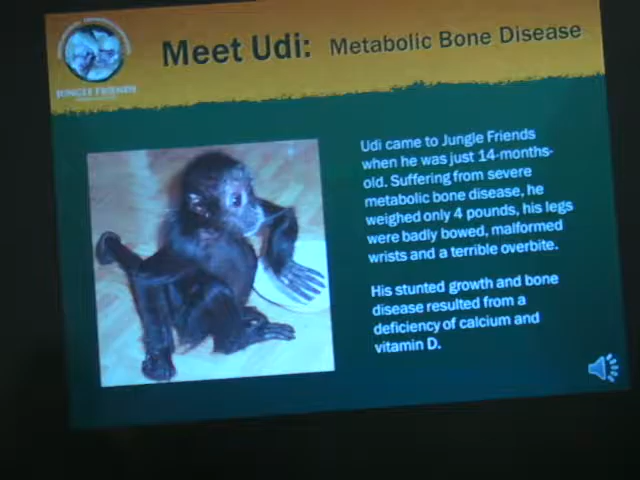 Meet Udi: Metabolic Bone Disease
JUNGLE FRIENDS
Udi came to Jungle Friends
when he was just 14-months-
old. Suffering from severe
metabolic bone disease, he
weighed only 4 pounds, his legs
were badly bowed, malformed
wrists and a terrible overbite.
His stunted growth and bone
disease resulted from a
deficiency of calcium and
vitamin D.